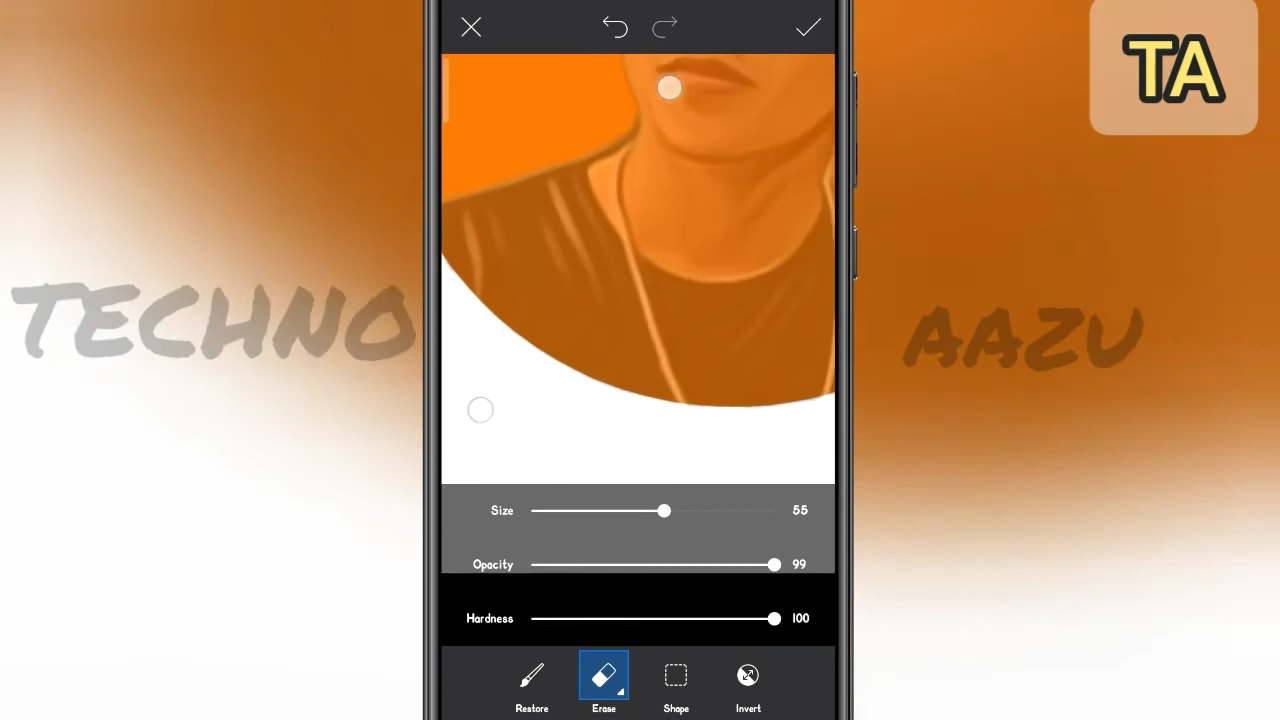 TA
TECHNO AAZU
Size 55
Opacity 99
Hardness 100
Restore Erase Shape Invert